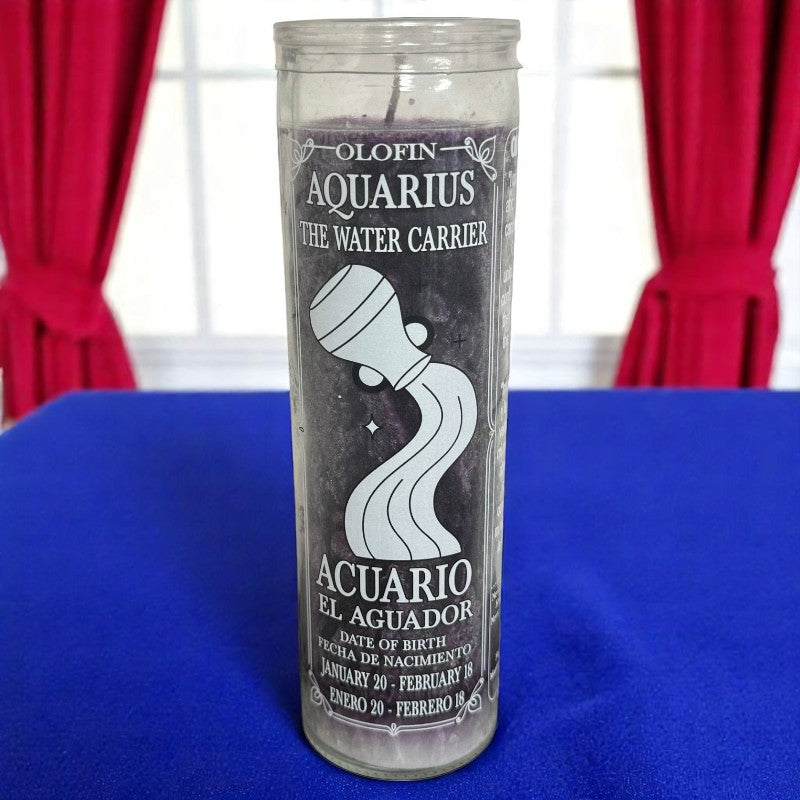 OLOFIN
AQUARIUS
THE WATER CARRIER
ACUARIO
EL AGUADOR
DATE OF BIRTH
FECHA DE NACIMIENTO
JANUARY 20 - FEBRUARY 18
ENERO 20 - FEBRERO 18